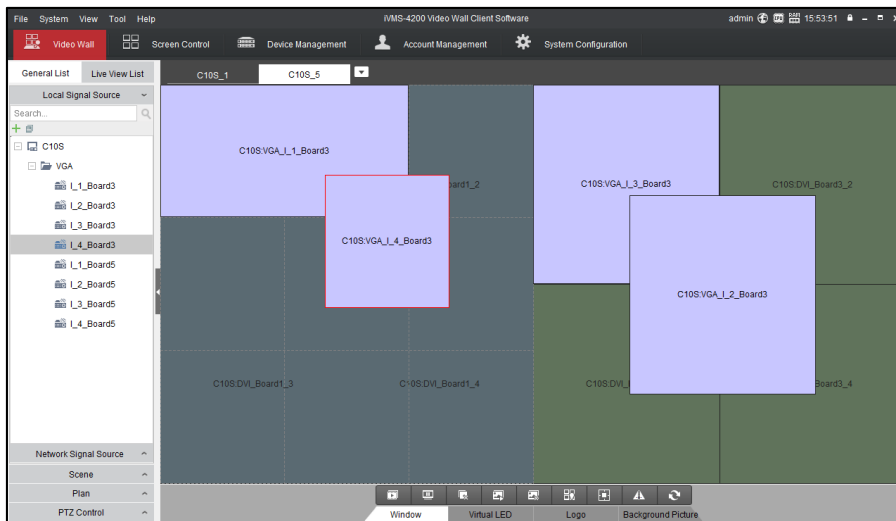 File System View Tool Help iVMS-4200 Video Wall Client Software admin 15:53:51
Video Wall Screen Control Device Management Account Management System Configuration
General List Live View List C10S_1 C10S_5
Local Signal Source
Search...
C10S
VGA
I_1_Board3
I_2_Board3
I_3_Board3
I_4_Board3
I_1_Board5
I_2_Board5
I_3_Board5
I_4_Board5
Network Signal Source
Scene
Plan
PTZ Control
C10S:VGA_I_1_Board3
oard1_2
C10S:VGA_I_3_Board3
C10S:DVI_Board3_2
C10S:VGA_I_4_Board3
C10S:VGA_I_2_Board3
C10S:DVI_Board1_3
C10S:DVI_Board1_4
C10S:DVI_
Board3_4
Window Virtual LED Logo Background Picture